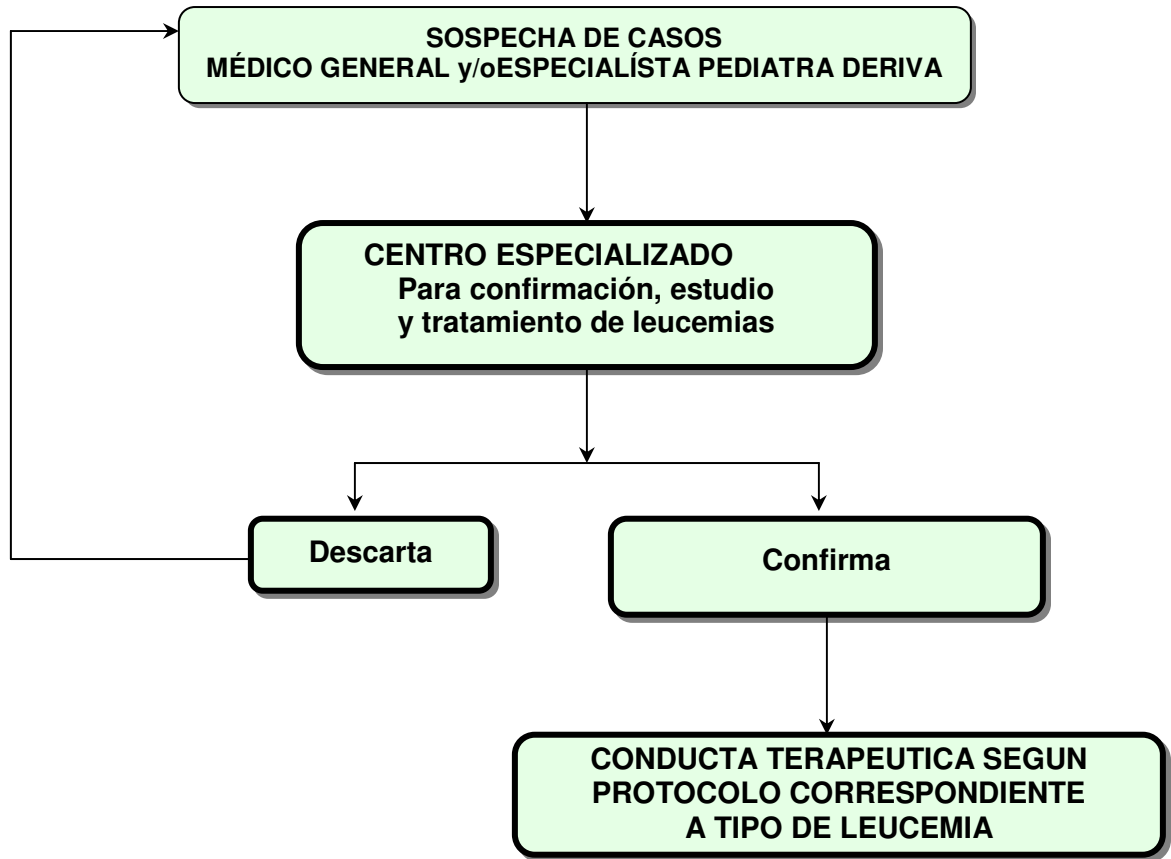 SOSPECHA DE CASOS
MÉDICO GENERAL y/oESPECIALÍSTA PEDIATRA DERIVA
CENTRO ESPECIALIZADO
Para confirmación, estudio
y tratamiento de leucemias
Descarta
Confirma
CONDUCTA TERAPEUTICA SEGUN
PROTOCOLO CORRESPONDIENTE
A TIPO DE LEUCEMIA